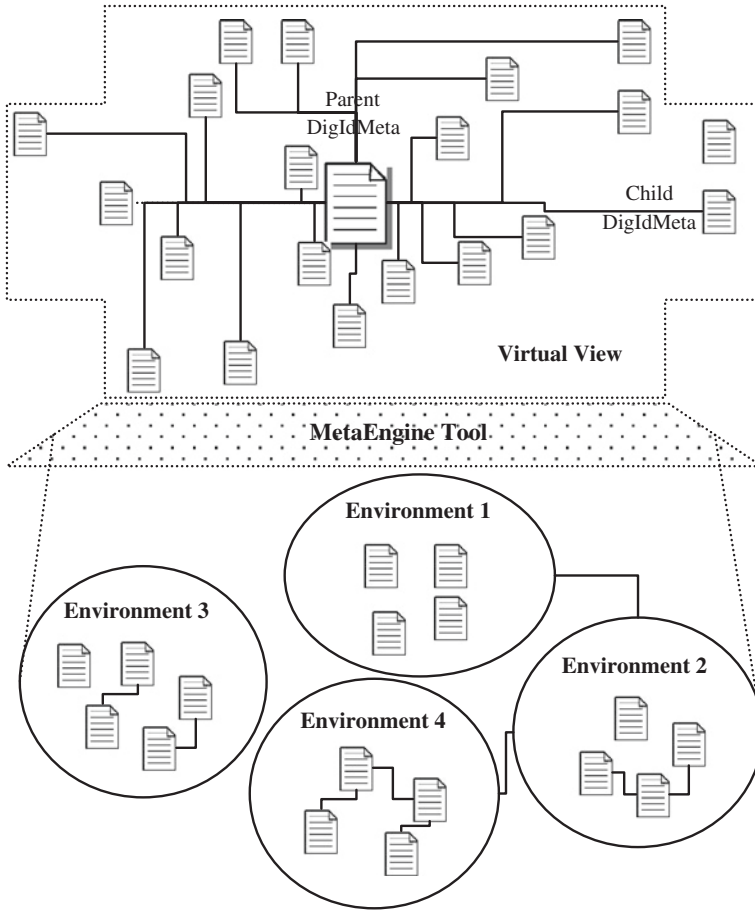 Parent
DigIdMeta
Child
DigIdMeta
Virtual View
MetaEngine Tool
Environment 1
Environment 3
Environment 2
Environment 4